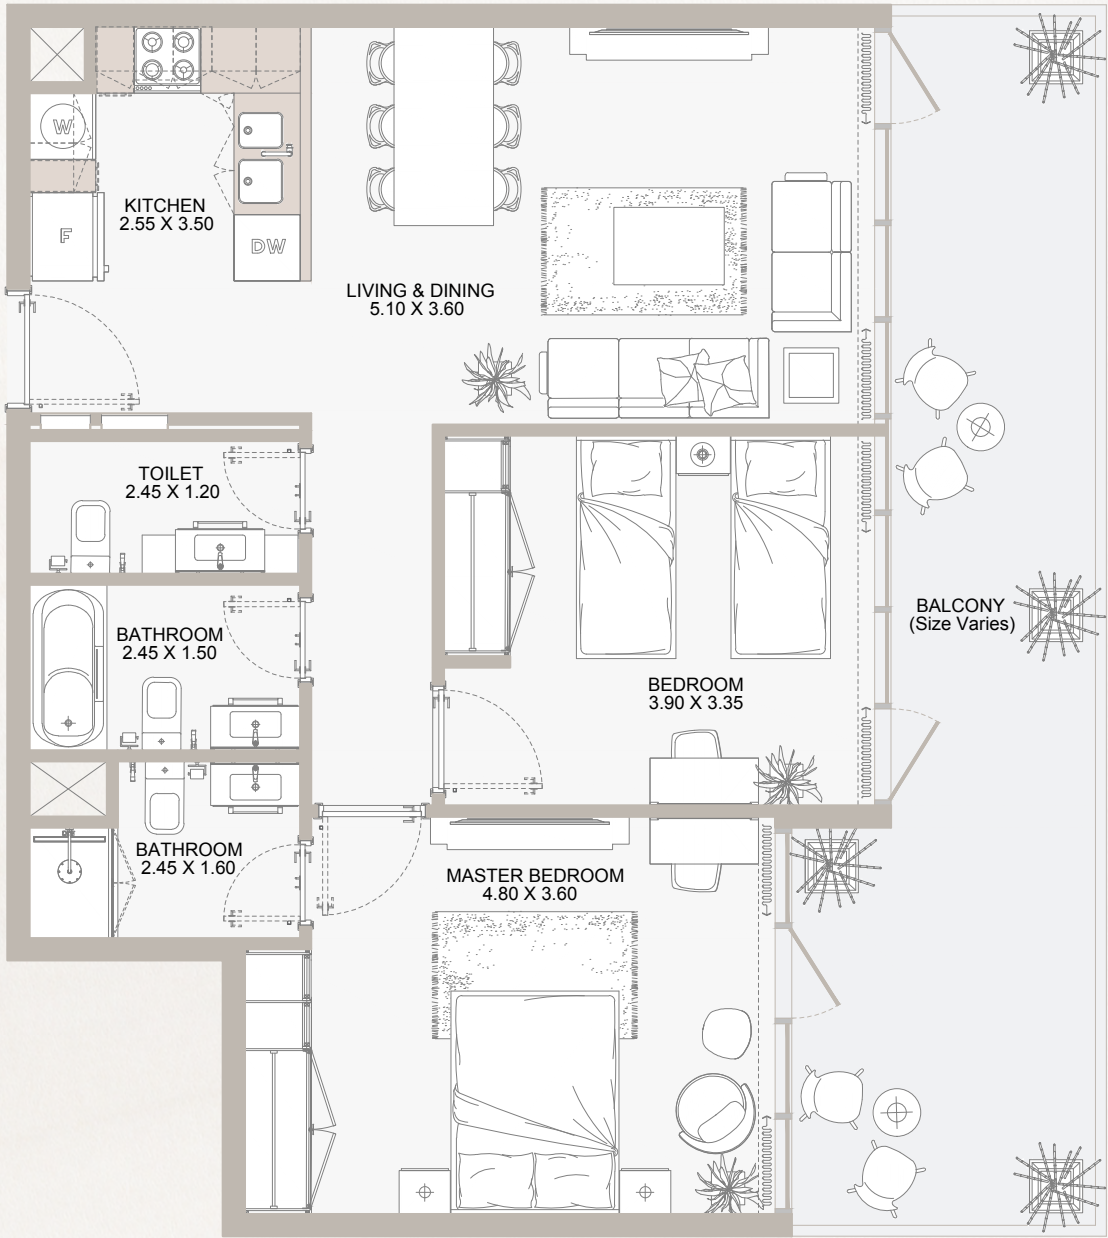 W
KITCHEN
2.55 X 3.50
F
DW
LIVING & DINING
5.10 X 3.60
TOILET
2.45 X 1.20
BATHROOM
2.45 X 1.50
BALCONY
(Size Varies)
BEDROOM
3.90 X 3.35
BATHROOM
2.45 X 1.60
MASTER BEDROOM
4.80 X 3.60